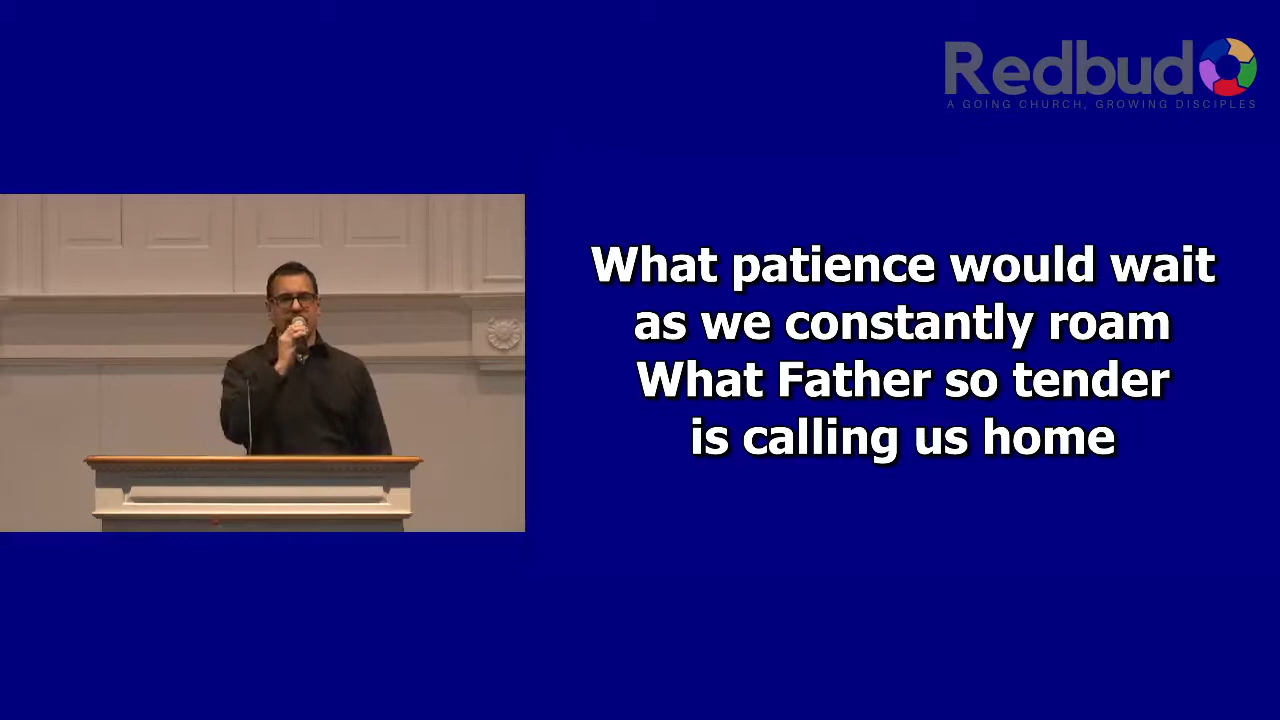 Redbud
A GOING CHURCH, GROWING DISCIPLES
What patience would wait
as we constantly roam
What Father so tender
is calling us home